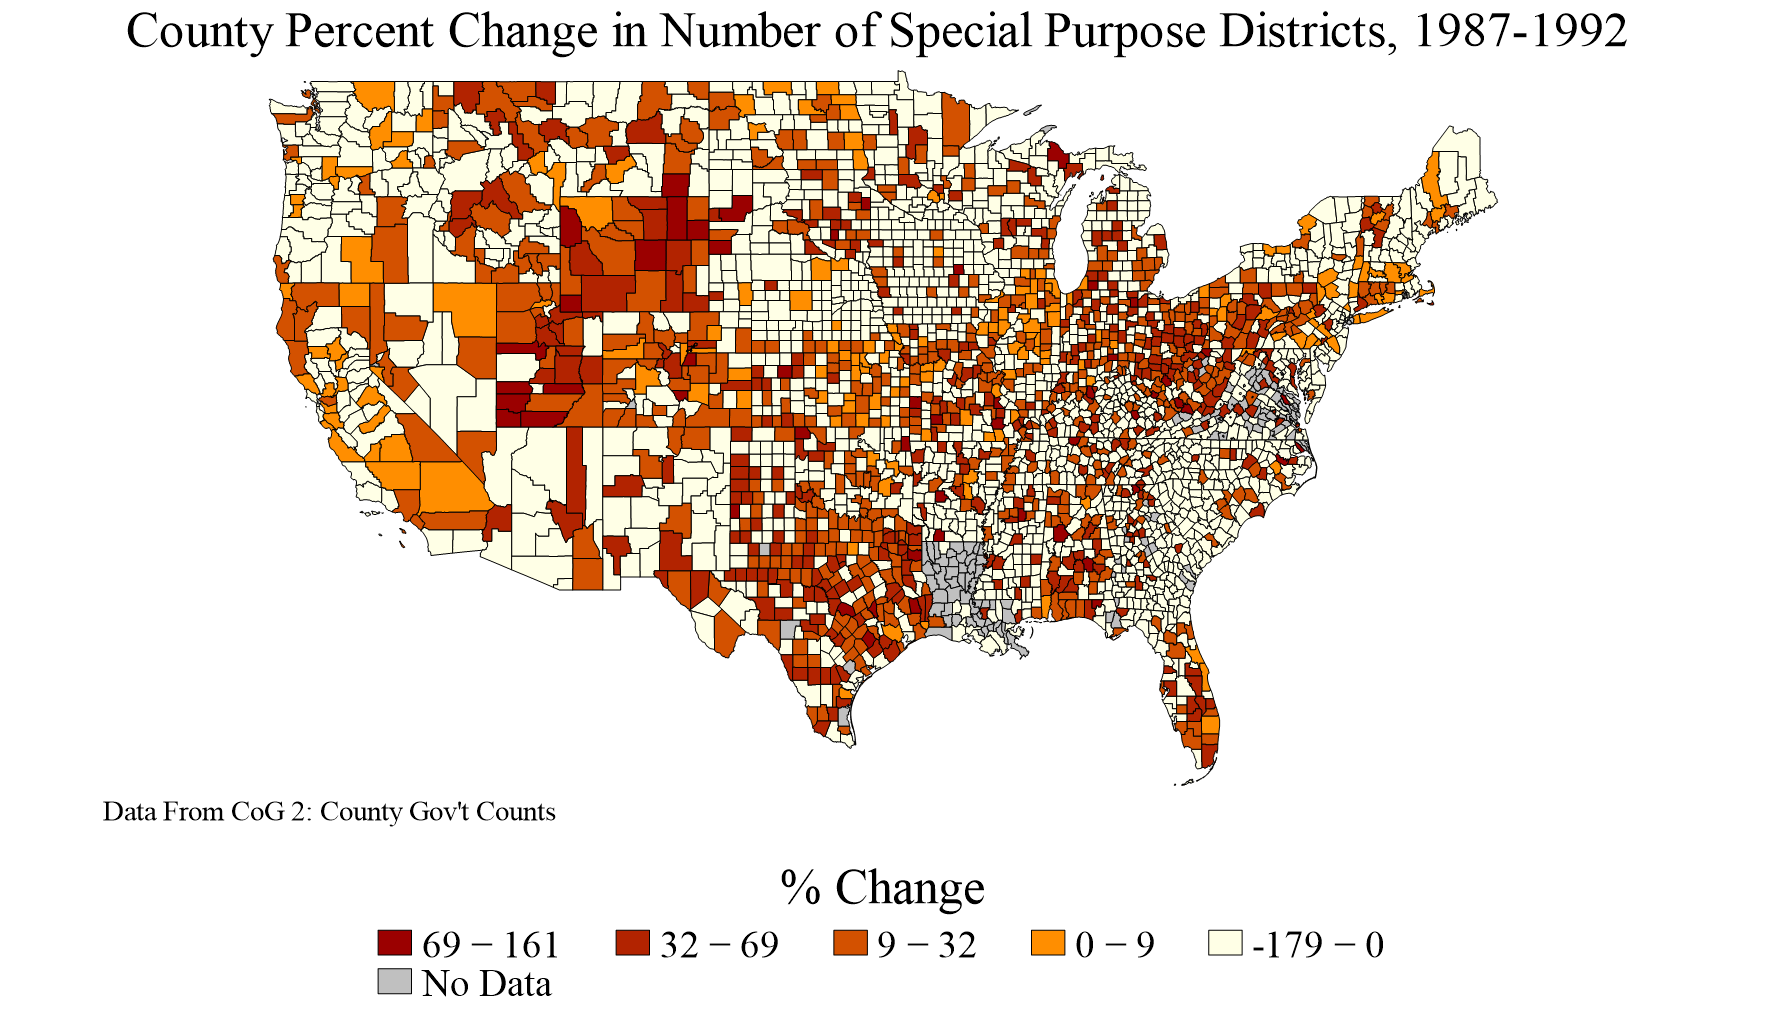 County Percent Change in Number of Special Purpose Districts, 1987-1992
Data From CoG 2: County Gov't Counts
% Change
69 − 161 32 − 69 9 − 32 0 − 9 -179 − 0
No Data